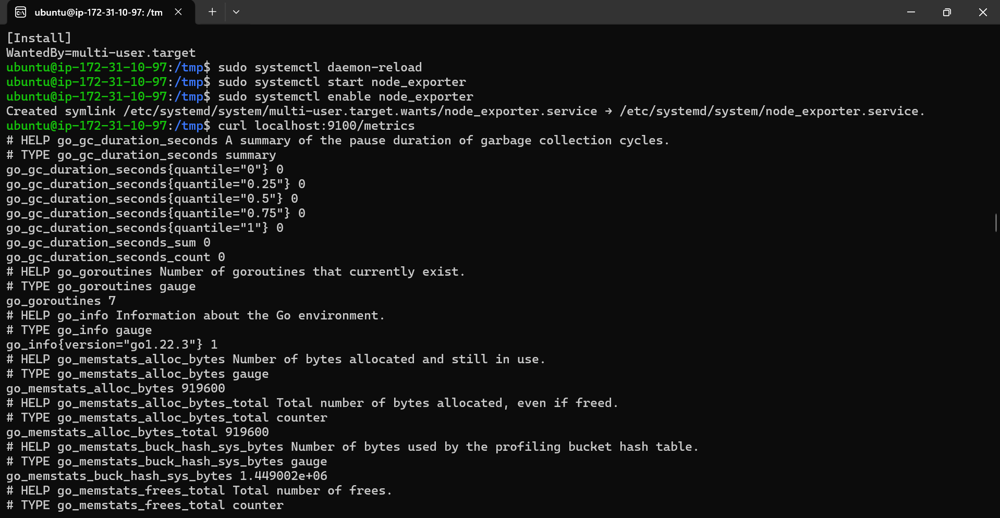 ubuntu@ip-172-31-10-97: /tm
[Install]
WantedBy=multi-user.target
ubuntu@ip-172-31-10-97:/tmp$ sudo systemctl daemon-reload
ubuntu@ip-172-31-10-97:/tmp$ sudo systemctl start node_exporter
ubuntu@ip-172-31-10-97:/tmp$ sudo systemctl enable node_exporter
Created symlink /etc/systemd/system/multi-user.target.wants/node_exporter.service → /etc/systemd/system/node_exporter.service.
ubuntu@ip-172-31-10-97:/tmp$ curl localhost:9100/metrics
# HELP go_gc_duration_seconds A summary of the pause duration of garbage collection cycles.
# TYPE go_gc_duration_seconds summary
go_gc_duration_seconds{quantile="0"} 0
go_gc_duration_seconds{quantile="0.25"} 0
go_gc_duration_seconds{quantile="0.5"} 0
go_gc_duration_seconds{quantile="0.75"} 0
go_gc_duration_seconds{quantile="1"} 0
go_gc_duration_seconds_sum 0
go_gc_duration_seconds_count 0
# HELP go_goroutines Number of goroutines that currently exist.
# TYPE go_goroutines gauge
go_goroutines 7
# HELP go_info Information about the Go environment.
# TYPE go_info gauge
go_info{version="go1.22.3"} 1
# HELP go_memstats_alloc_bytes Number of bytes allocated and still in use.
# TYPE go_memstats_alloc_bytes gauge
go_memstats_alloc_bytes 919600
# HELP go_memstats_alloc_bytes_total Total number of bytes allocated, even if freed.
# TYPE go_memstats_alloc_bytes_total counter
go_memstats_alloc_bytes_total 919600
# HELP go_memstats_buck_hash_sys_bytes Number of bytes used by the profiling bucket hash table.
# TYPE go_memstats_buck_hash_sys_bytes gauge
go_memstats_buck_hash_sys_bytes 1.449002e+06
# HELP go_memstats_frees_total Total number of frees.
# TYPE go_memstats_frees_total counter